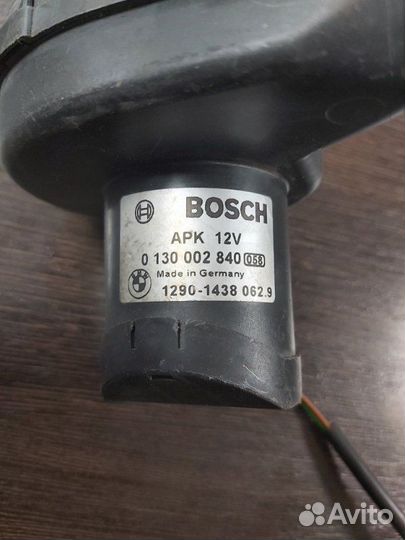 BOSCH
APK 12V
0 130 002 840 058
Made in Germany
1290-1438 062.9
Avito